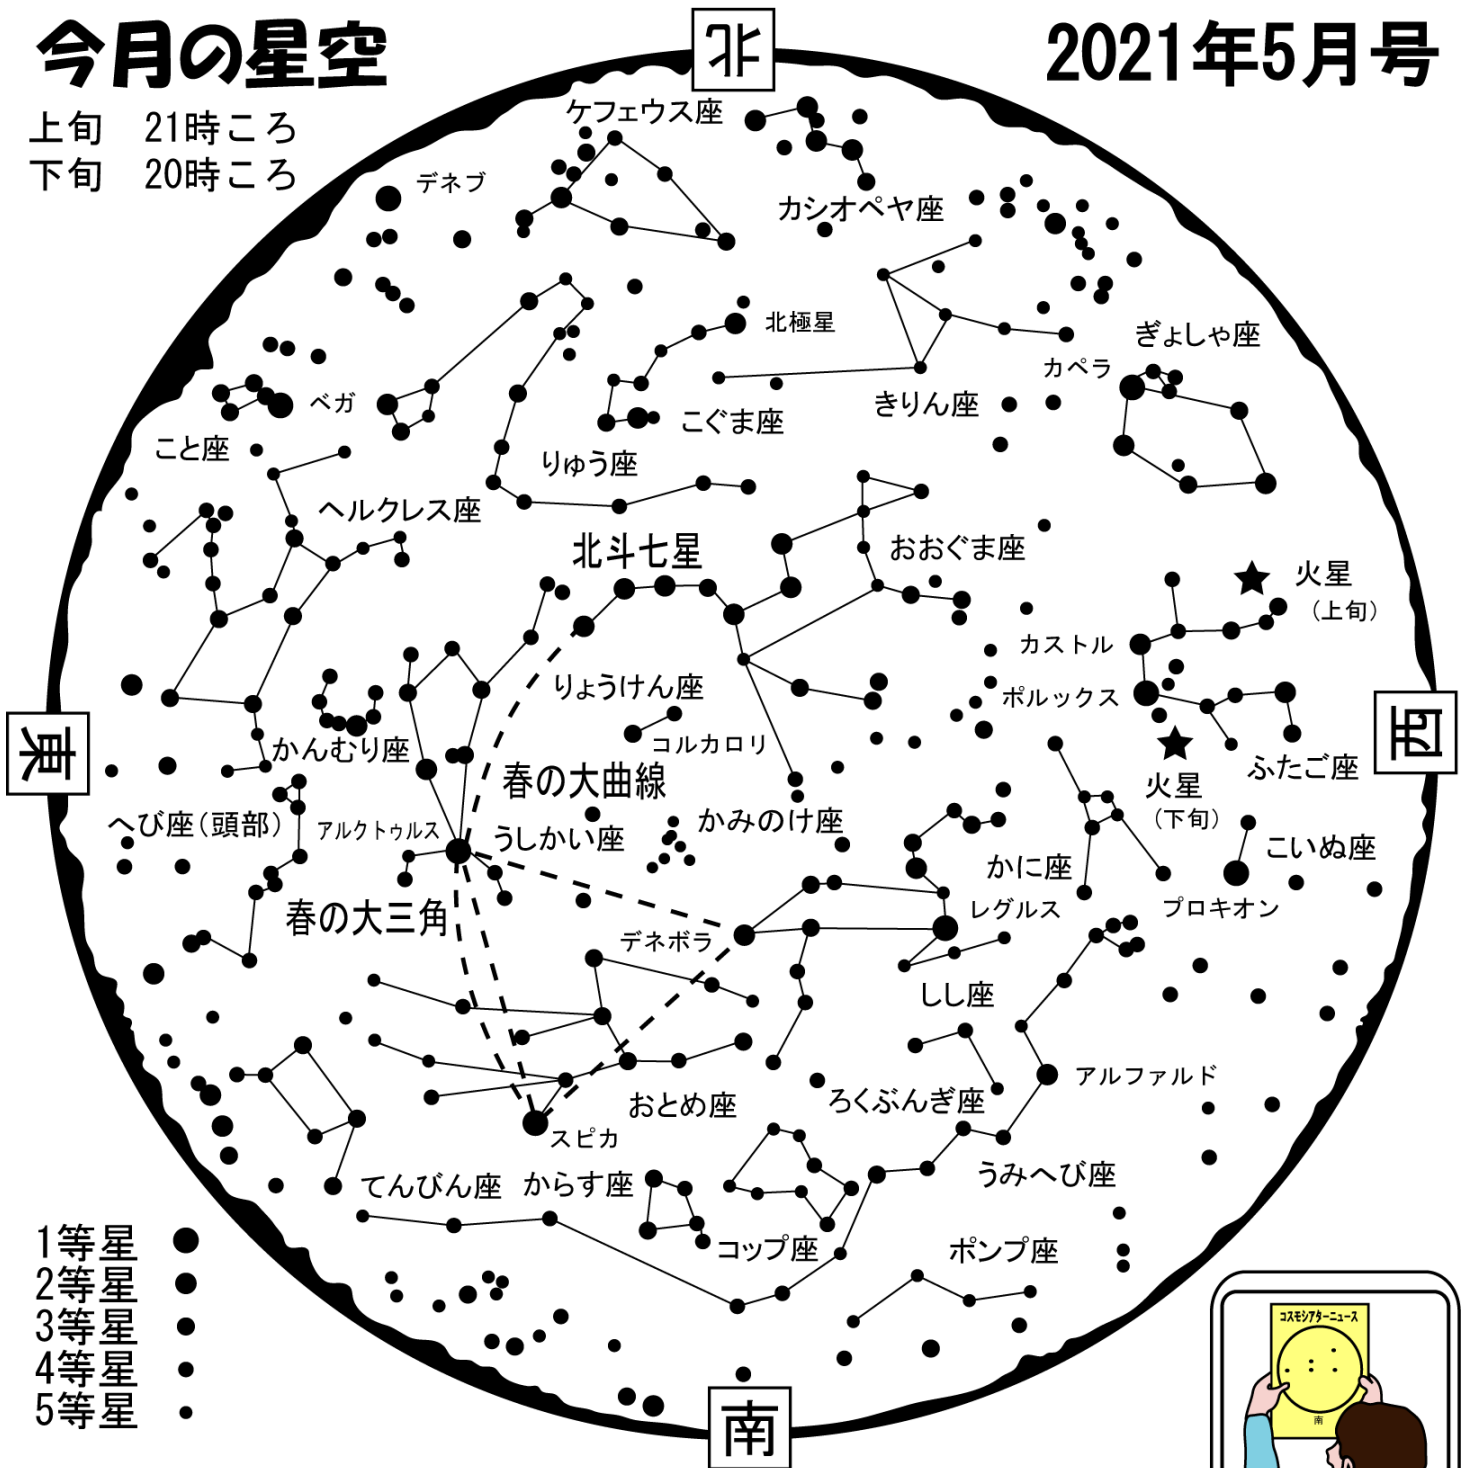 今月の星空
2021年5月号
上旬　21時ころ
下旬　20時ころ
北
ケフェウス座
デネブ
カシオペヤ座
北極星
ぎょしゃ座
カペラ
ベガ
きりん座
こぐま座
こと座
りゅう座
ヘルクレス座
北斗七星
おおぐま座
火星
（上旬）
カストル
りょうけん座
ポルックス
東
西
かんむり座
コルカロリ
ふたご座
春の大曲線
火星
（下旬）
へび座（頭部）
アルクトゥルス
うしかい座
かみのけ座
かに座
こいぬ座
春の大三角
レグルス
プロキオン
デネボラ
しし座
アルファルド
おとめ座
ろくぶんぎ座
スピカ
うみへび座
てんびん座
からす座
コップ座
ポンプ座
1等星
2等星
3等星
4等星
5等星
コスモシアターニュース
南
南